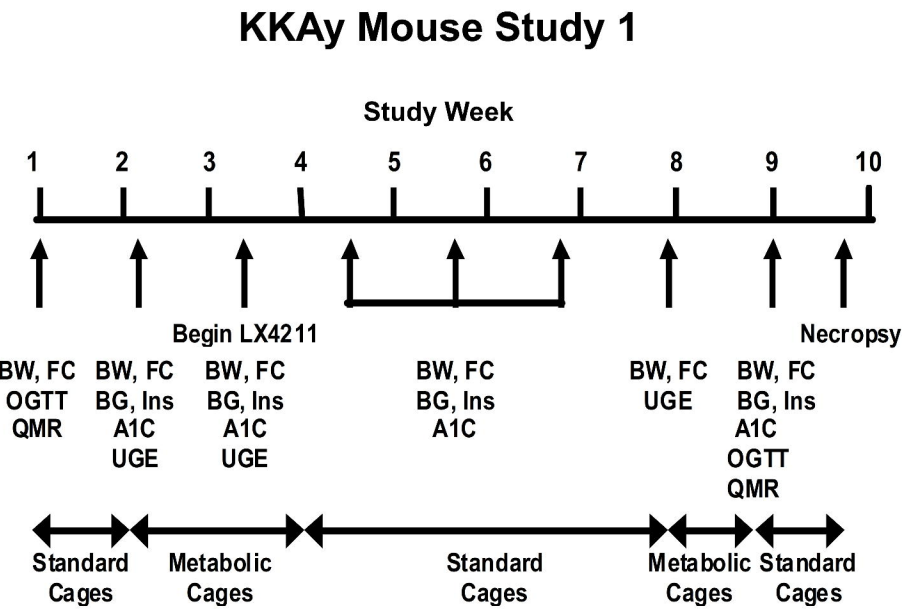 KKAy Mouse Study 1
Study Week
1 2 3 4 5 6 7 8 9 10
Begin LX4211
Necropsy
BW, FC BW, FC BW, FC BW, FC BW, FC BW, FC
OGTT BG, Ins BG, Ins BG, Ins UGE BG, Ins
QMR A1C A1C A1C A1C
UGE UGE OGTT
QMR
Standard Metabolic Standard Metabolic Standard
Cages Cages Cages Cages Cages